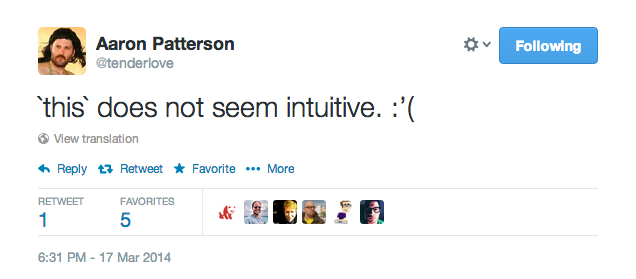 Aaron Patterson
@tenderlove
Following
`this` does not seem intuitive. :’(
View translation
Reply Retweet Favorite More
RETWEET FAVORITES
1 5
6:31 PM - 17 Mar 2014